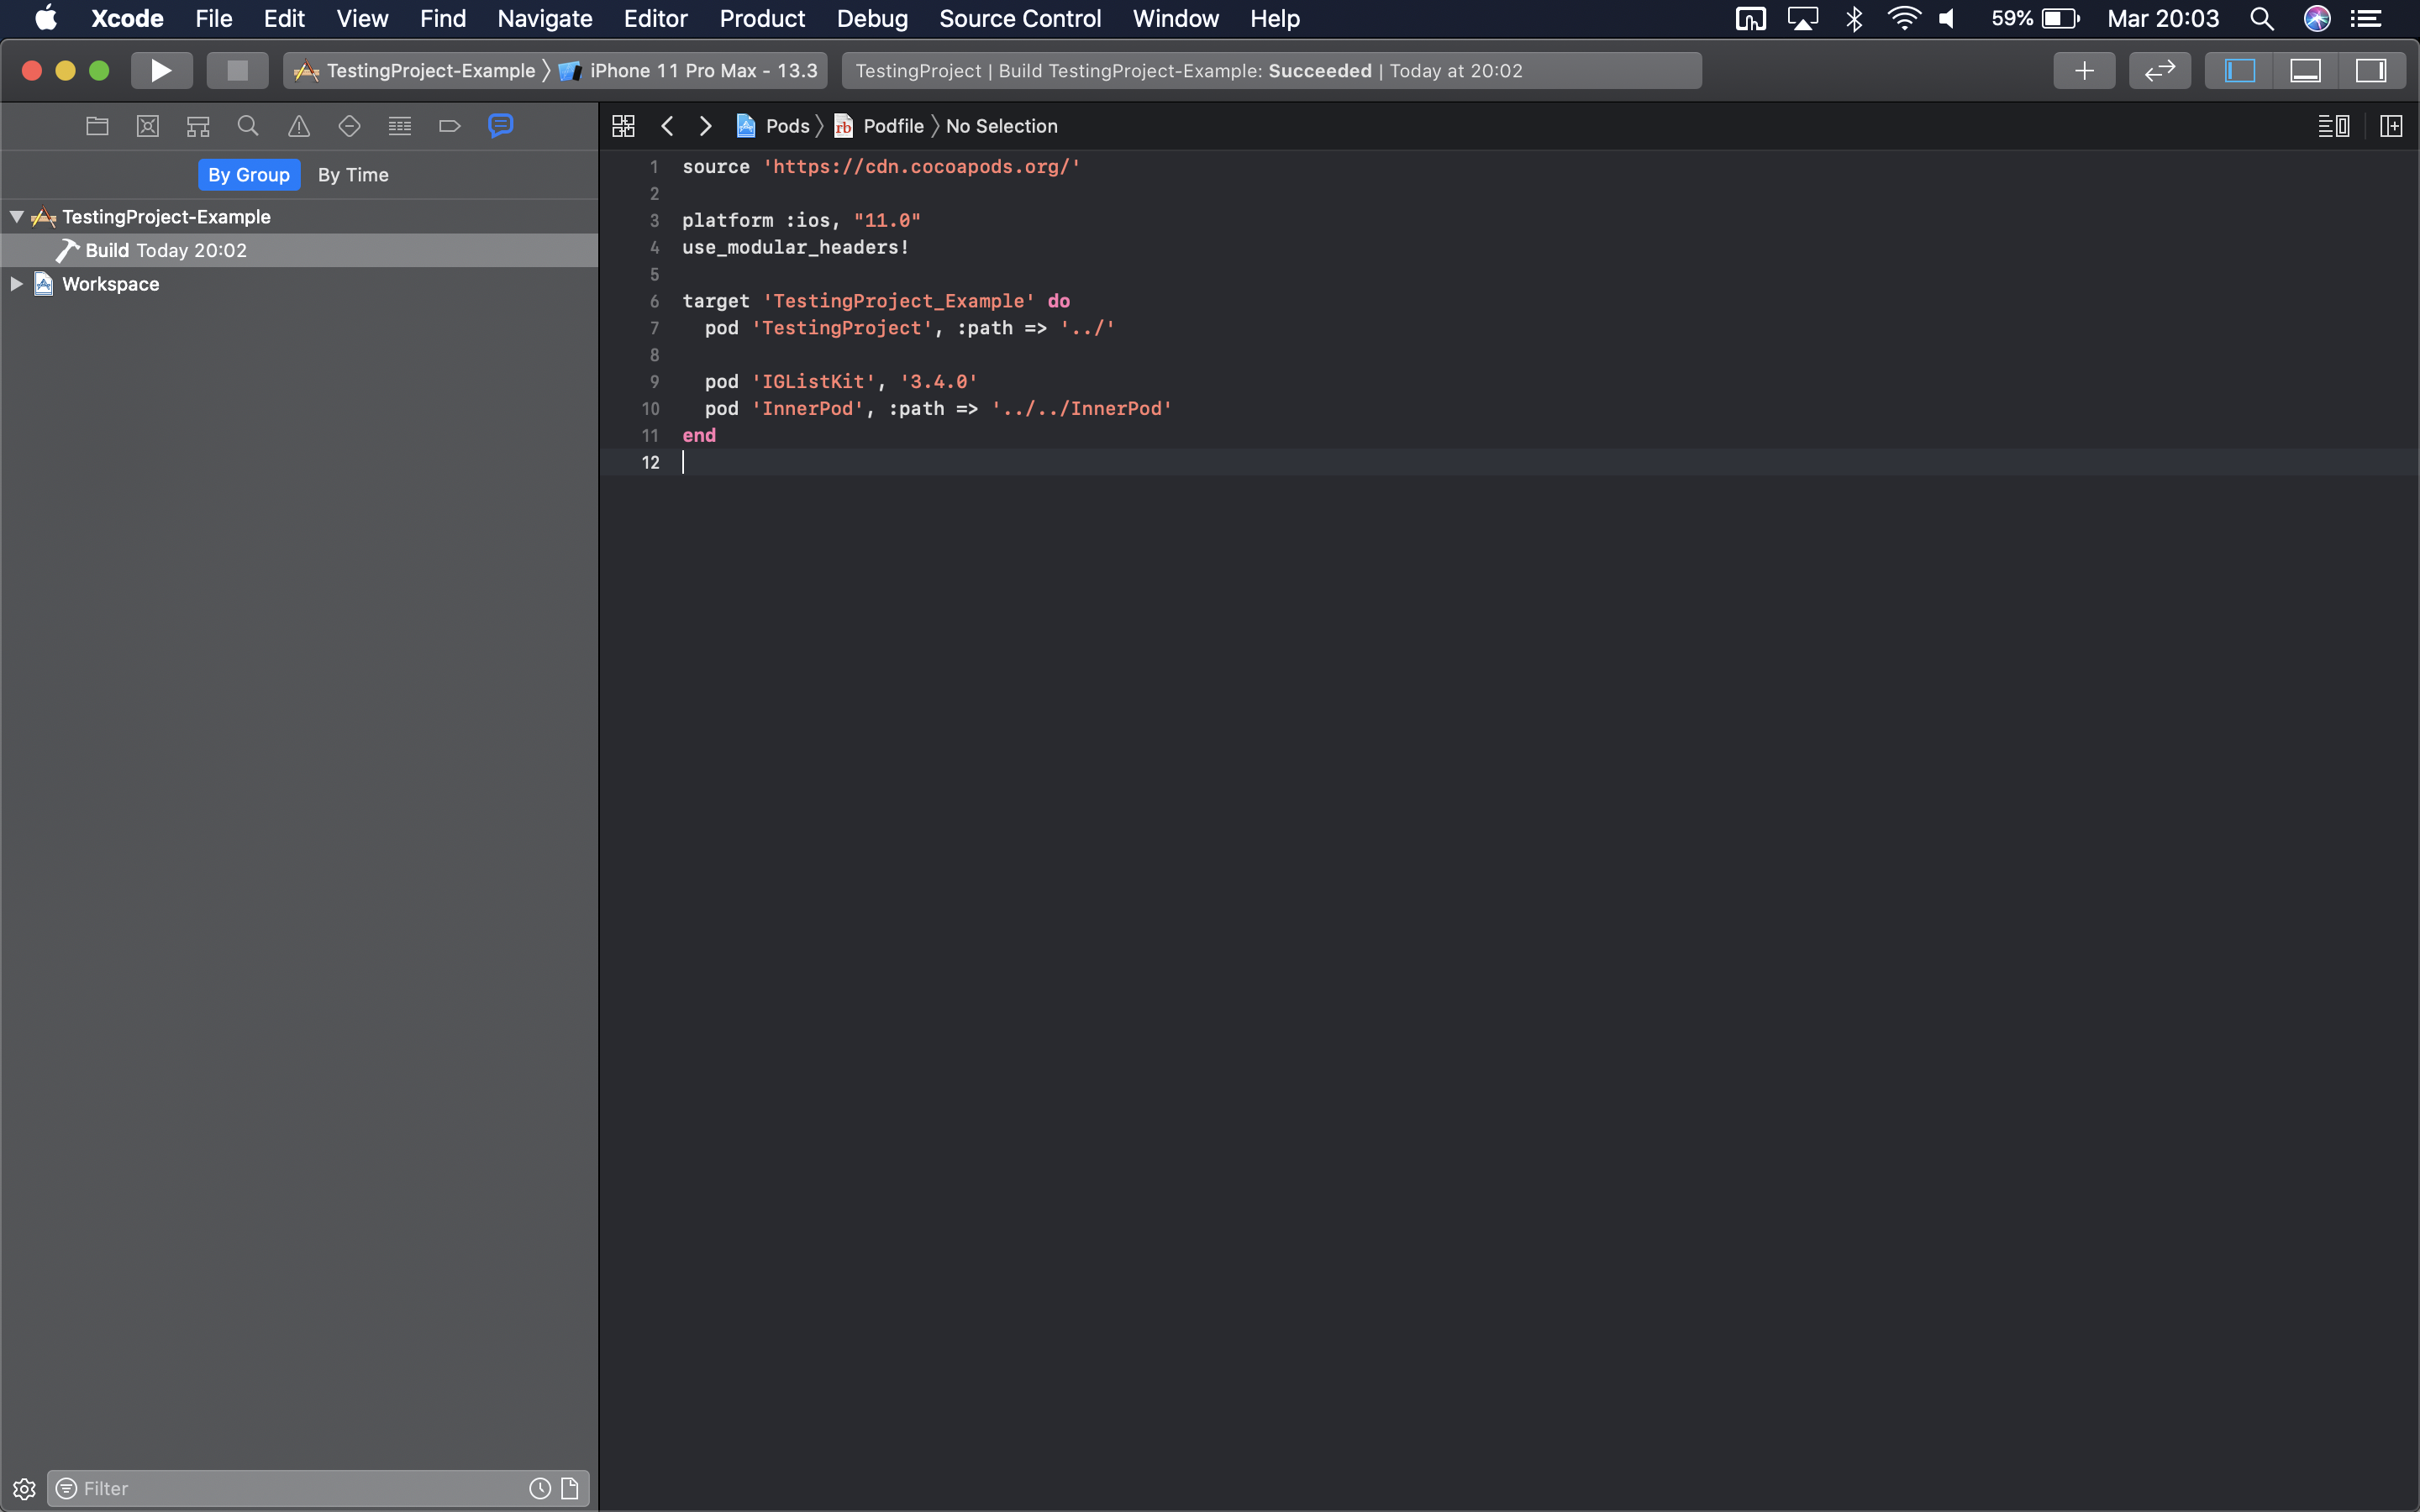 Xcode File Edit View Find Navigate Editor Product Debug Source Control Window Help 59% Mar 20:03
TestingProject-Example 〉 iPhone 11 Pro Max - 13.3 TestingProject | Build TestingProject-Example: Succeeded | Today at 20:02
By Group By Time
TestingProject-Example
Build Today 20:02
Workspace
Filter
Pods 〉 rb Podfile 〉 No Selection
1 source 'https://cdn.cocoapods.org/'
2
3 platform :ios, "11.0"
4 use_modular_headers!
5
6 target 'TestingProject_Example' do
7 pod 'TestingProject', :path => '../'
8
9 pod 'IGListKit', '3.4.0'
10 pod 'InnerPod', :path => '../../InnerPod'
11 end
12